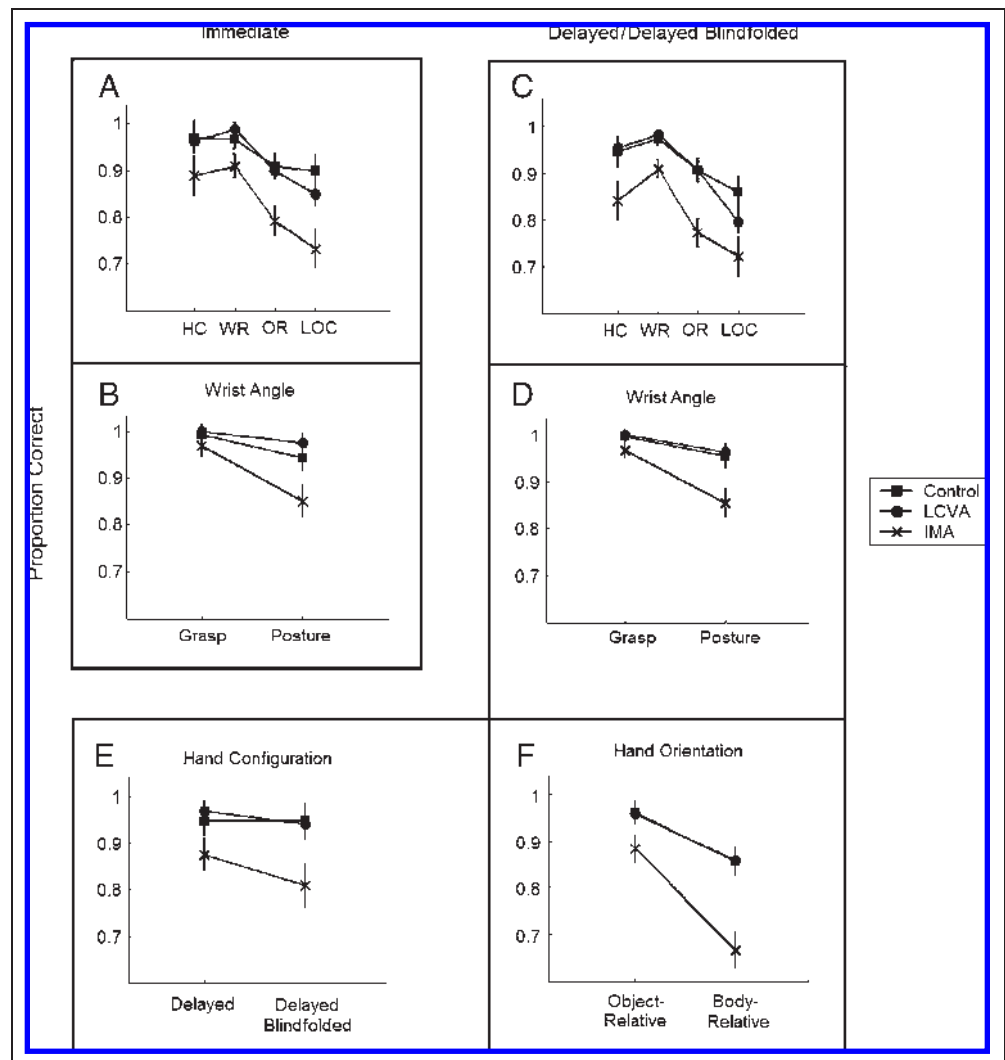 Immediate
Delayed/Delayed Blindfolded
A
1
0.9
0.8
0.7
HC WR OR LOC
C
1
0.9
0.8
0.7
HC WR OR LOC
Proportion Correct
B
Wrist Angle
1
0.9
0.8
0.7
Grasp Posture
D
Wrist Angle
1
0.9
0.8
0.7
Grasp Posture
Control
LCVA
IMA
E
Hand Configuration
1
0.9
0.8
0.7
Delayed Delayed
Blindfolded
F
Hand Orientation
1
0.9
0.8
0.7
Object- Body-
Relative Relative